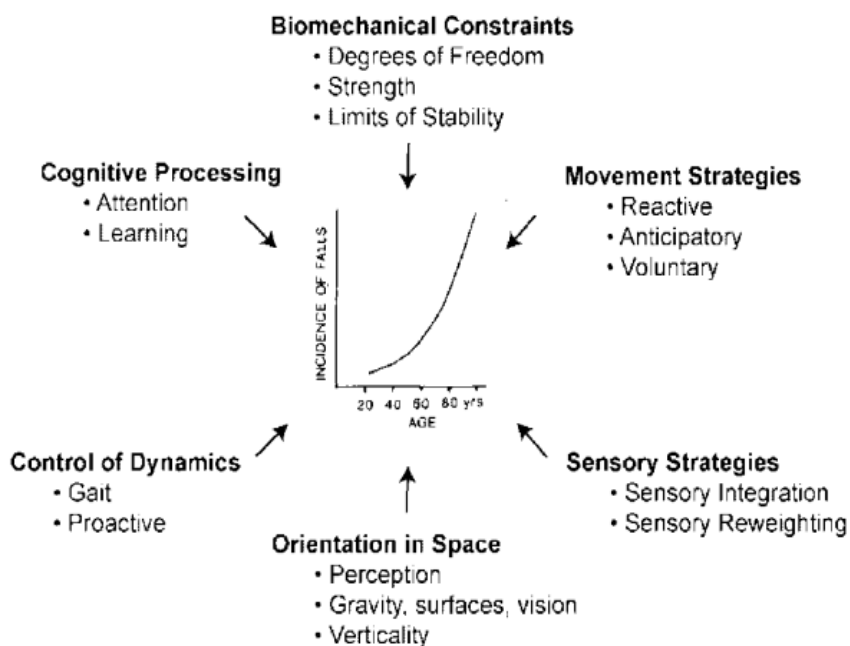 Biomechanical Constraints
• Degrees of Freedom
• Strength
• Limits of Stability
Cognitive Processing
• Attention
• Learning
Movement Strategies
• Reactive
• Anticipatory
• Voluntary
INCIDENCE OF FALLS
20 40 60 80 yrs
AGE
Control of Dynamics
• Gait
• Proactive
Sensory Strategies
• Sensory Integration
• Sensory Reweighting
Orientation in Space
• Perception
• Gravity, surfaces, vision
• Verticality